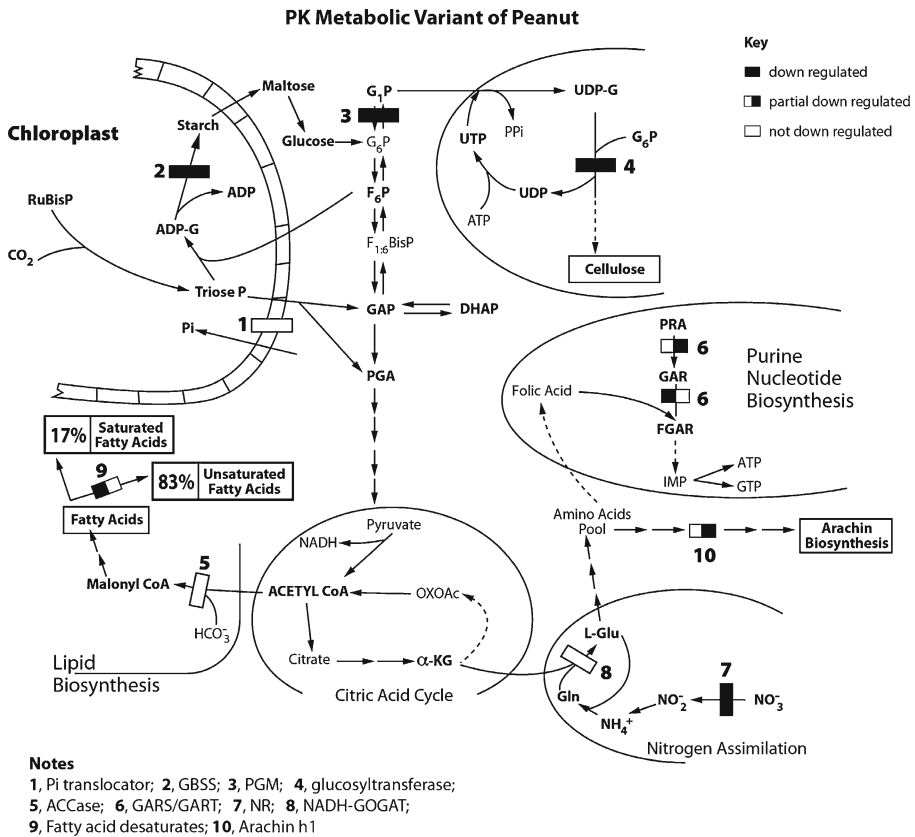 PK Metabolic Variant of Peanut
Key
down regulated
partial down regulated
not down regulated
Chloroplast
Maltose
Starch
Glucose
2
ADP
ADP-G
RuBisP
CO2
Triose P
Pi
1
G1P
3
G6P
F6P
F1:6BisP
GAP
DHAP
PGA
UDP-G
UTP
PPi
G6P
4
UDP
ATP
Cellulose
PRA
6
GAR
6
FGAR
Folic Acid
IMP
ATP
GTP
Purine
Nucleotide
Biosynthesis
17%
Saturated
Fatty Acids
9
83%
Unsaturated
Fatty Acids
Fatty Acids
Malonyl CoA
5
HCO3-
Lipid
Biosynthesis
Pyruvate
NADH
ACETYL CoA
OXOAc
Citrate
α-KG
Citric Acid Cycle
Amino Acids
Pool
10
Arachin
Biosynthesis
L-Glu
8
Gln
NH4+
NO2-
7
NO3-
Nitrogen Assimilation
Notes
1, Pi translocator; 2, GBSS; 3, PGM; 4, glucosyltransferase;
5, ACCase; 6, GARS/GART; 7, NR; 8, NADH-GOGAT;
9, Fatty acid desaturates; 10, Arachin h1